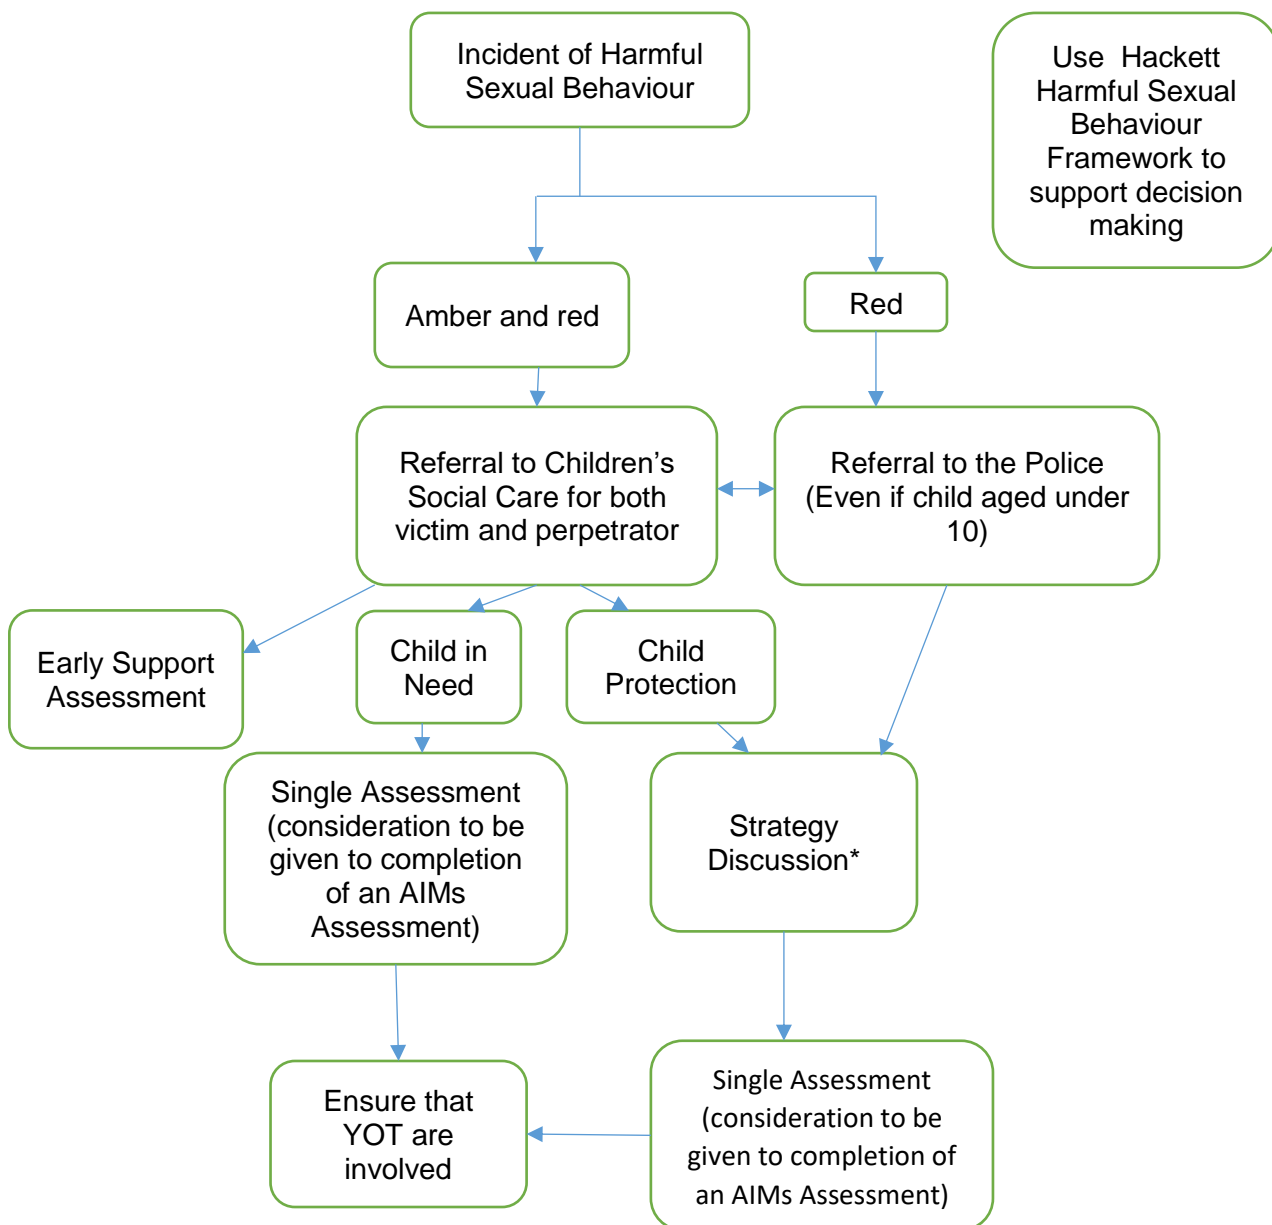 Incident of Harmful
Sexual Behaviour
Use Hackett
Harmful Sexual
Behaviour
Framework to
support decision
making
Amber and red
Red
Referral to Children’s
Social Care for both
victim and perpetrator
Referral to the Police
(Even if child aged under
10)
Early Support
Assessment
Child in
Need
Child
Protection
Single Assessment
(consideration to be
given to completion
of an AIMs
Assessment)
Strategy
Discussion*
Ensure that
YOT are
involved
Single Assessment
(consideration to be
given to completion of
an AIMs Assessment)